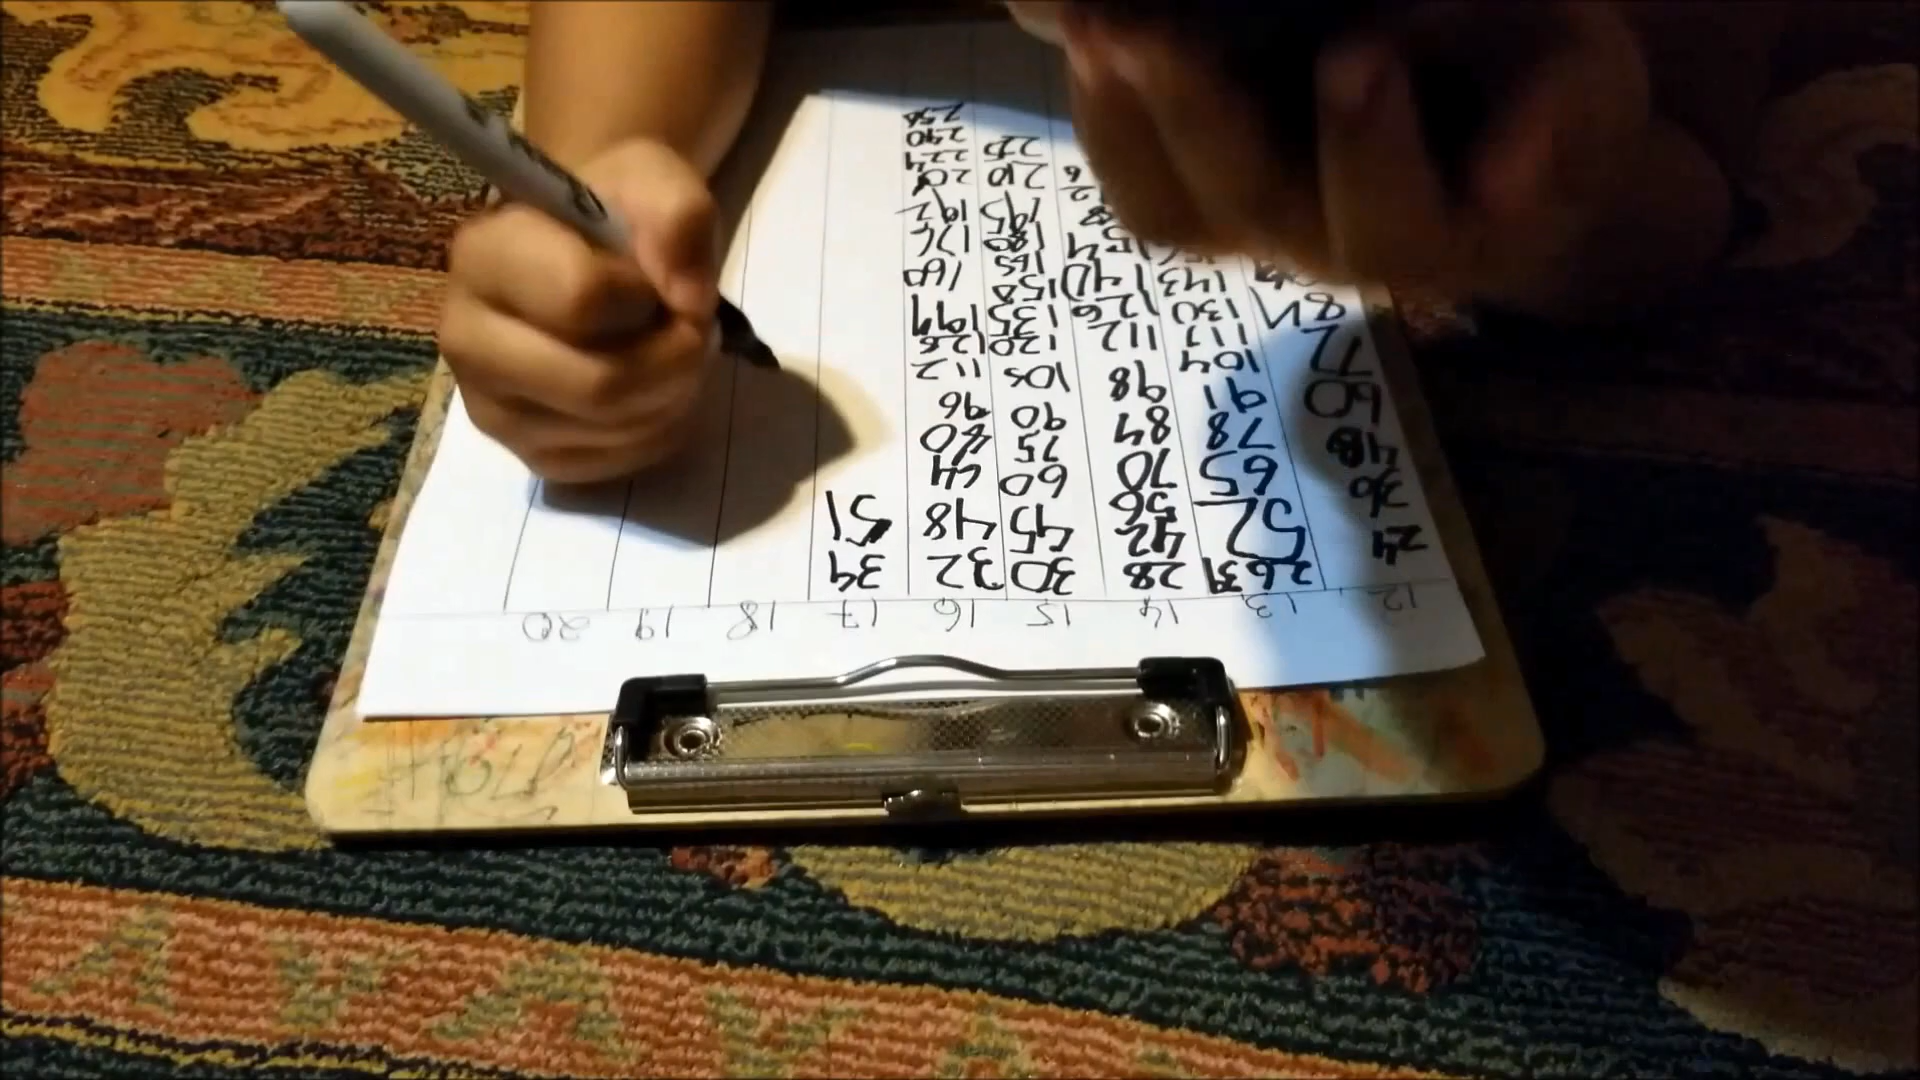 12 13 14 15 16 17 18 19 20
24 26 39 28 30 32 34
36 52 42 45 48 51
48 65 56 60 64
60 78 70 75 80
72 91 84 90 96
104 98 105 112
117 112 120 128
130 126 135 144
143 140 150 160
154 165 176
180 192
195 20
210 224
225 240
256